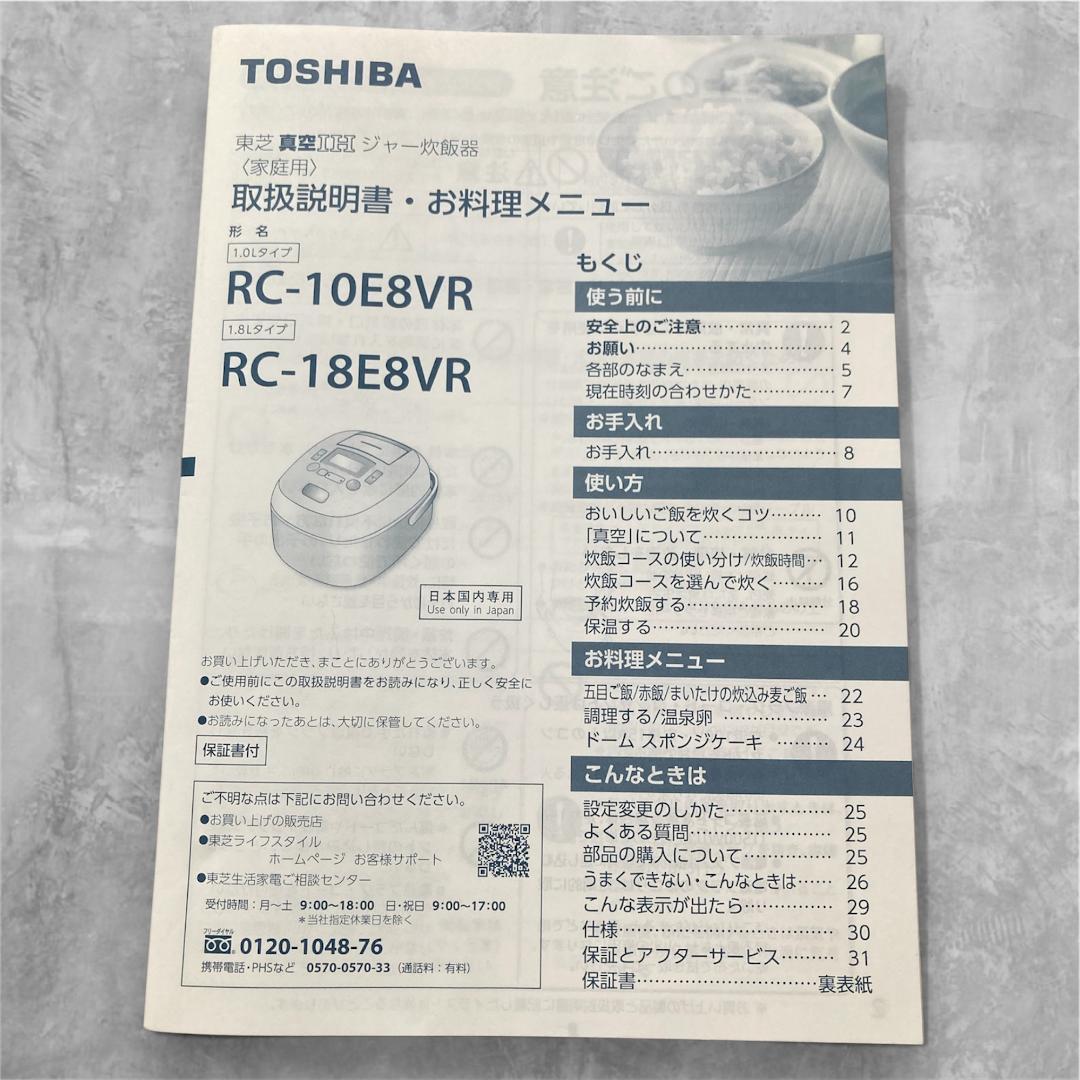 TOSHIBA
東芝 真空IH ジャー炊飯器
〈家庭用〉
取扱説明書・お料理メニュー
形 名
1.0Lタイプ
RC-10E8VR
1.8Lタイプ
RC-18E8VR
日本国内専用
Use only in Japan
お買い上げいただき、まことにありがとうございます。
●ご使用前にこの取扱説明書をお読みになり、正しく安全に
お使いください。
●お読みになったあとは、大切に保管してください。
保証書付
ご不明な点は下記にお問い合わせください。
●お買い上げの販売店
●東芝ライフスタイル
ホームページ お客様サポート
●東芝生活家電ご相談センター
受付時間:月〜土 9:00〜18:00 日・祝日 9:00〜17:00
＊当社指定休業日を除く
フリーダイヤル
0120-1048-76
携帯電話・PHSなど 0570-0570-33 (通話料:有料)
もくじ
使う前に
安全上のご注意 2
お願い 4
各部のなまえ 5
現在時刻の合わせかた 7
お手入れ
お手入れ 8
使い方
おいしいご飯を炊くコツ 10
「真空」について 11
炊飯コースの使い分け/炊飯時間 12
炊飯コースを選んで炊く 16
予約炊飯する 18
保温する 20
お料理メニュー
五目ご飯/赤飯/まいたけの炊込み麦ご飯 22
調理する/温泉卵 23
ドーム スポンジケーキ 24
こんなときは
設定変更のしかた 25
よくある質問 25
部品の購入について 25
うまくできない・こんなときは 26
こんな表示が出たら 29
仕様 30
保証とアフターサービス 31
保証書 裏表紙